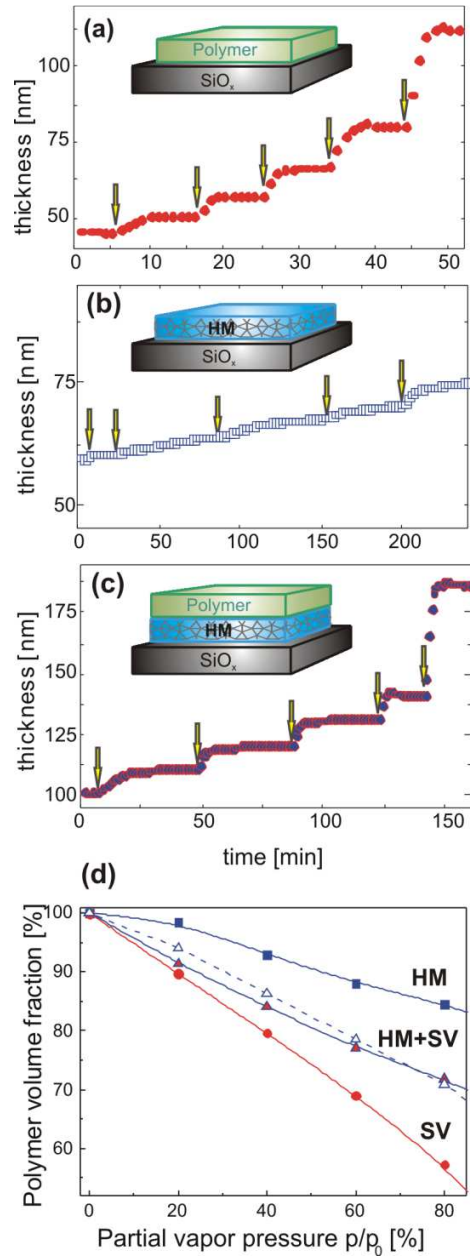 (a)
Polymer
SiOx
thickness [nm]
100
75
50
0 10 20 30 40 50
(b)
HM
SiOx
thickness [nm]
75
50
0 50 100 150 200
(c)
Polymer
HM
SiOx
thickness [nm]
175
150
125
100
0 50 100 150
time [min]
(d)
Polymer volume fraction [%]
100
90
80
70
60
HM
HM+SV
SV
0 20 40 60 80
Partial vapor pressure p/p0 [%]